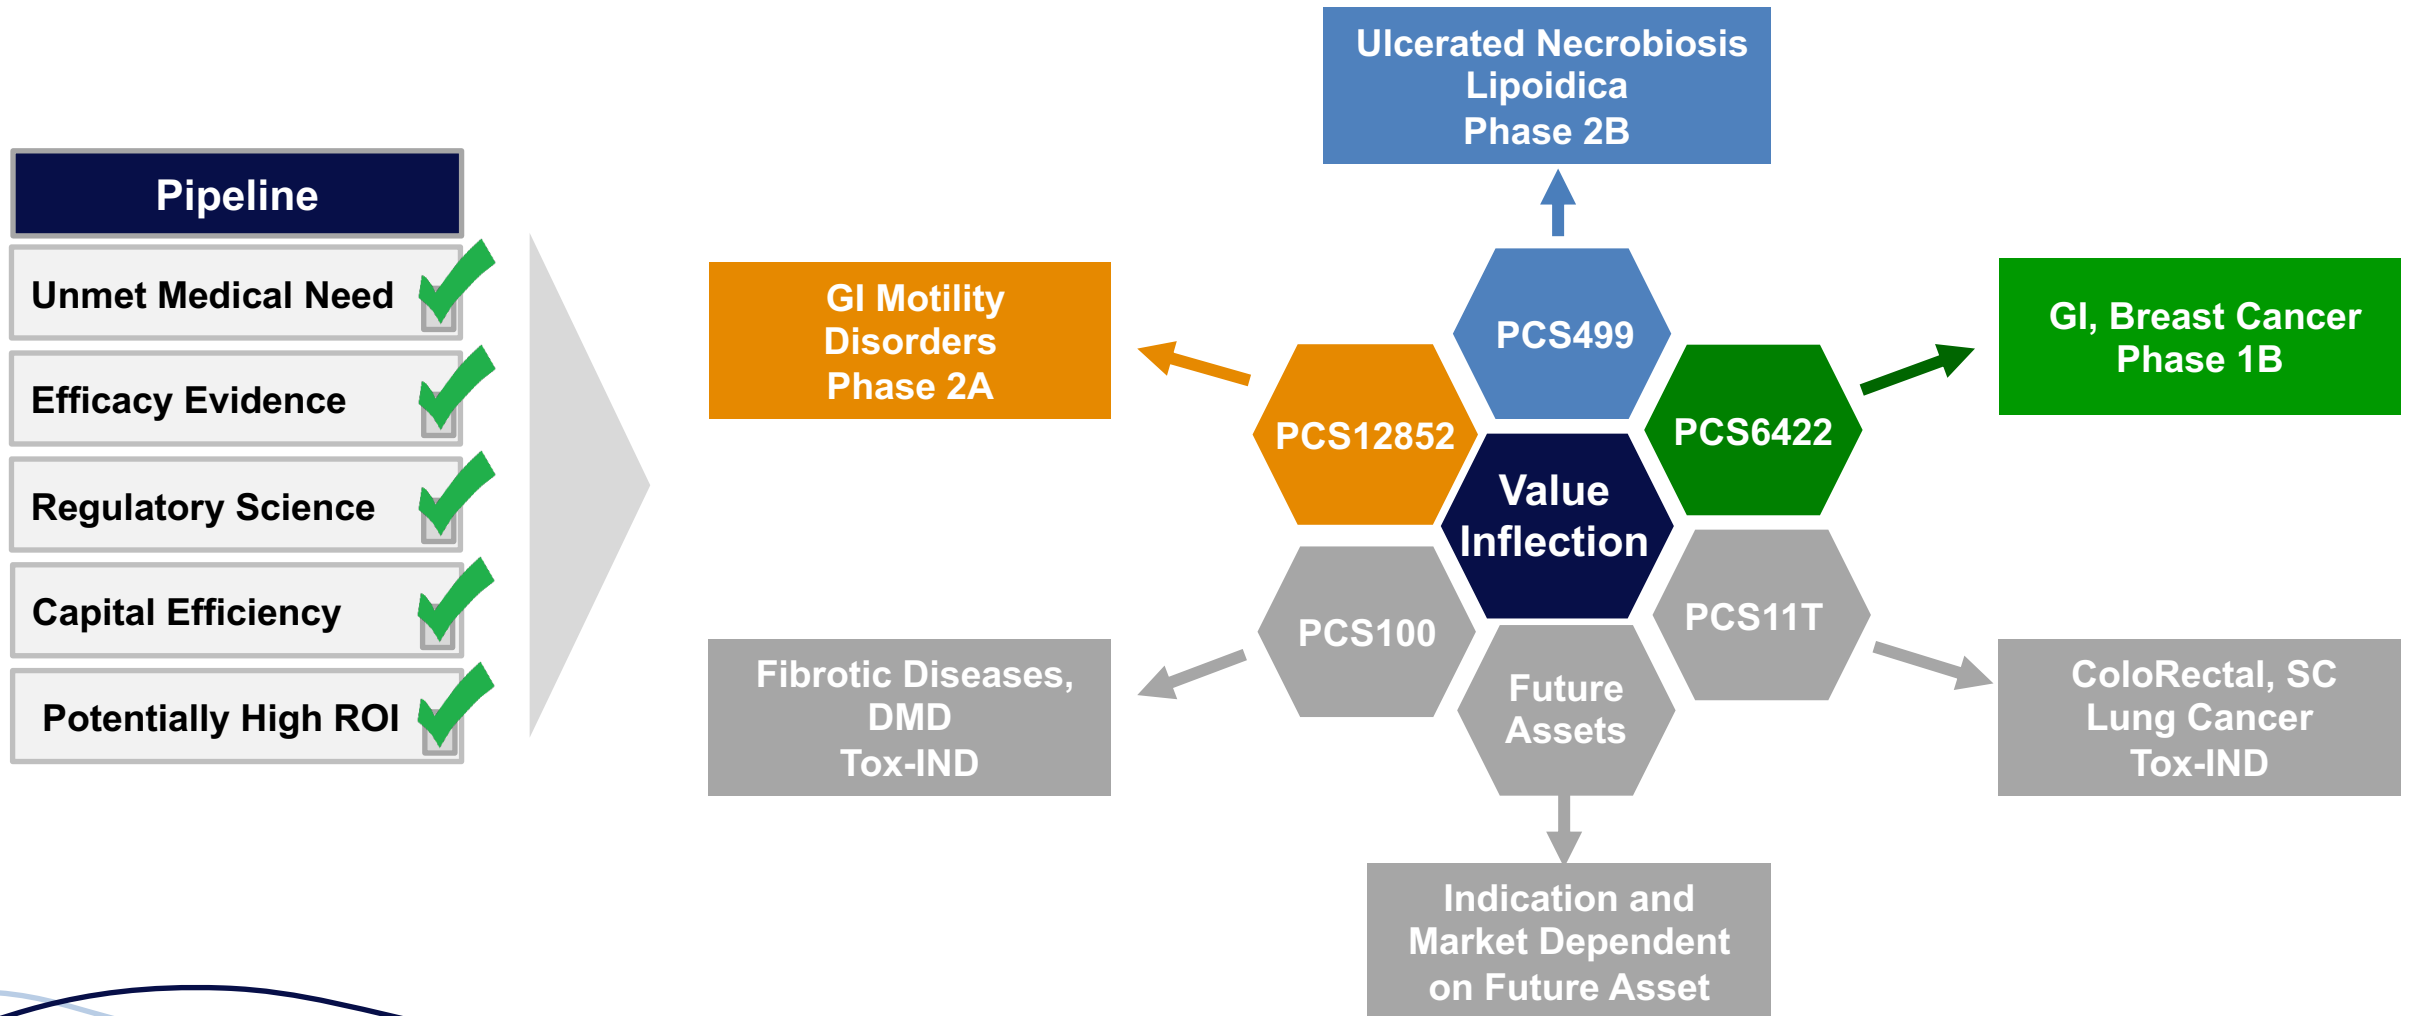 Pipeline
Unmet Medical Need
Efficacy Evidence
Regulatory Science
Capital Efficiency
Potentially High ROI
Ulcerated Necrobiosis
Lipoidica
Phase 2B
GI Motility
Disorders
Phase 2A
GI, Breast Cancer
Phase 1B
PCS499
PCS12852
PCS6422
Value
Inflection
PCS100
PCS11T
Future
Assets
Fibrotic Diseases,
DMD
Tox-IND
ColoRectal, SC
Lung Cancer
Tox-IND
Indication and
Market Dependent
on Future Asset